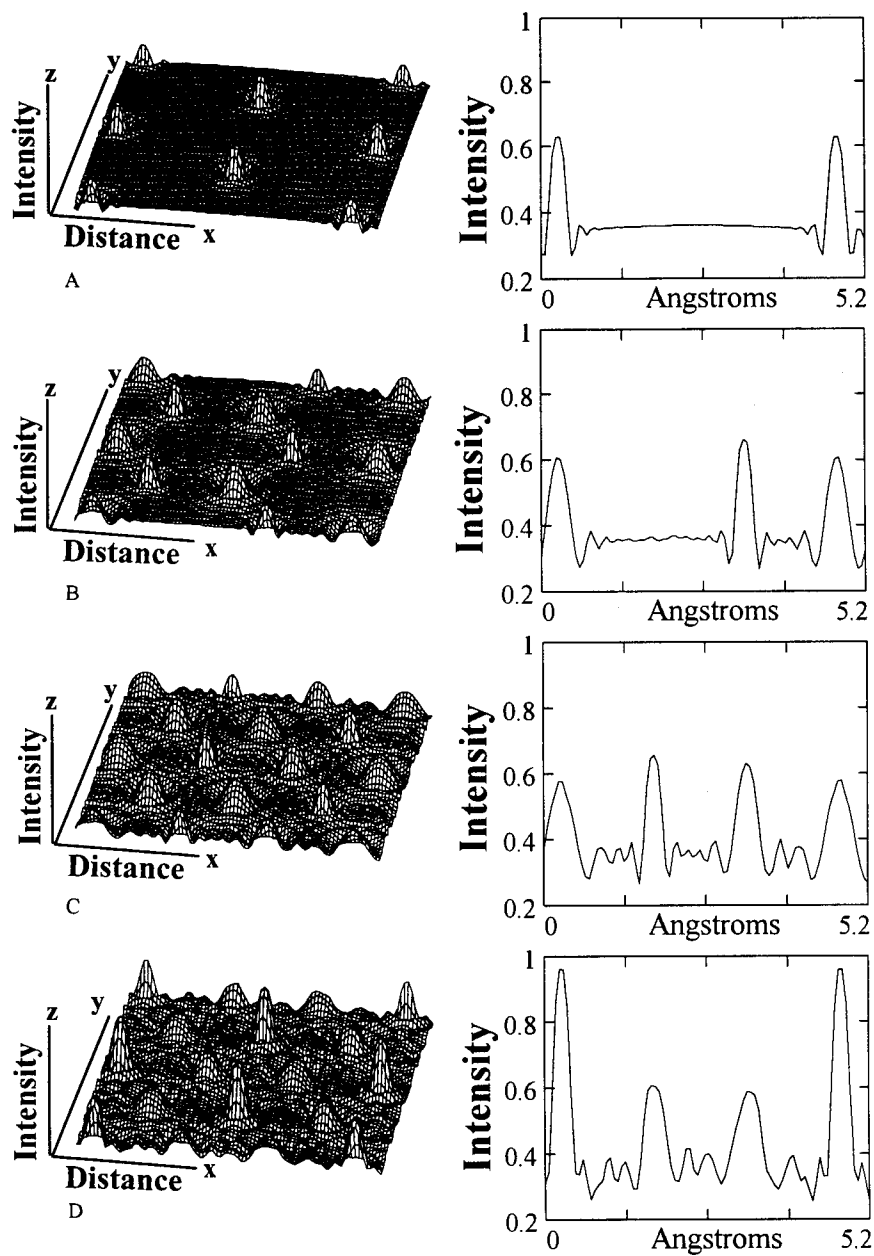 z
y
Intensity
Distance x
A
1
0.8
0.6
0.4
0.2
Intensity
0 Angstroms 5.2
z
y
Intensity
Distance x
B
1
0.8
0.6
0.4
0.2
Intensity
0 Angstroms 5.2
z
y
Intensity
Distance x
C
1
0.8
0.6
0.4
0.2
Intensity
0 Angstroms 5.2
z
y
Intensity
Distance x
D
1
0.8
0.6
0.4
0.2
Intensity
0 Angstroms 5.2